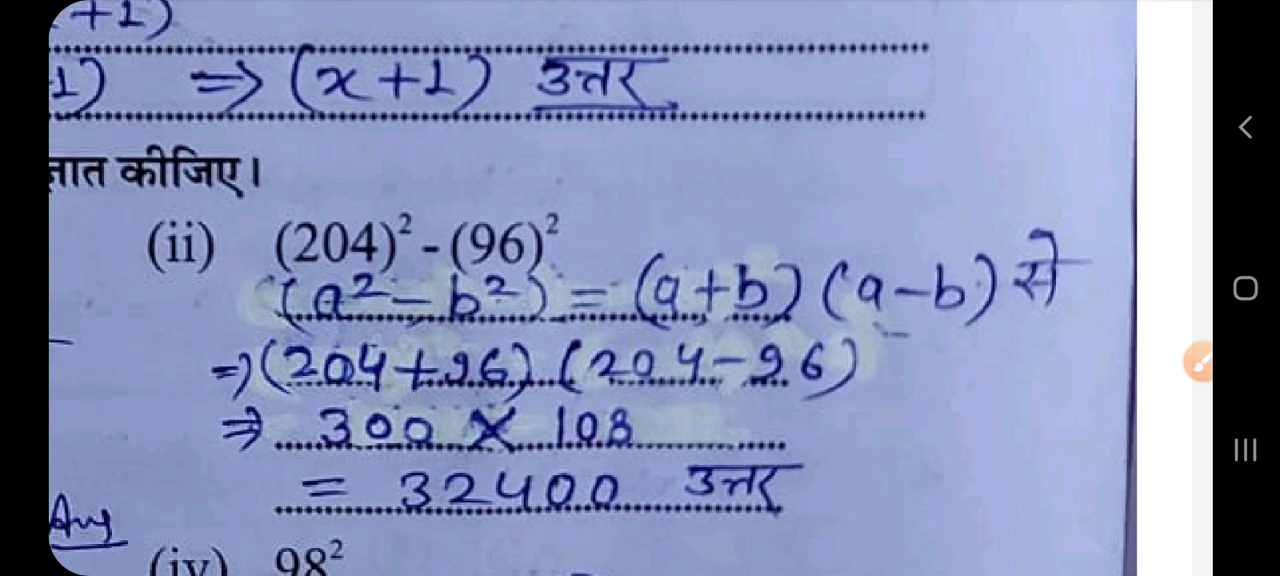 +1)
1) ⇒ (x+1) उत्तर
ज्ञात कीजिए।
(ii) (204)² - (96)²
(a² - b²) = (a+b) (a-b) से
⇒ (204+96) (204-96)
⇒ 300 × 108
= 32400 उत्तर
Ans
(iv) 98²